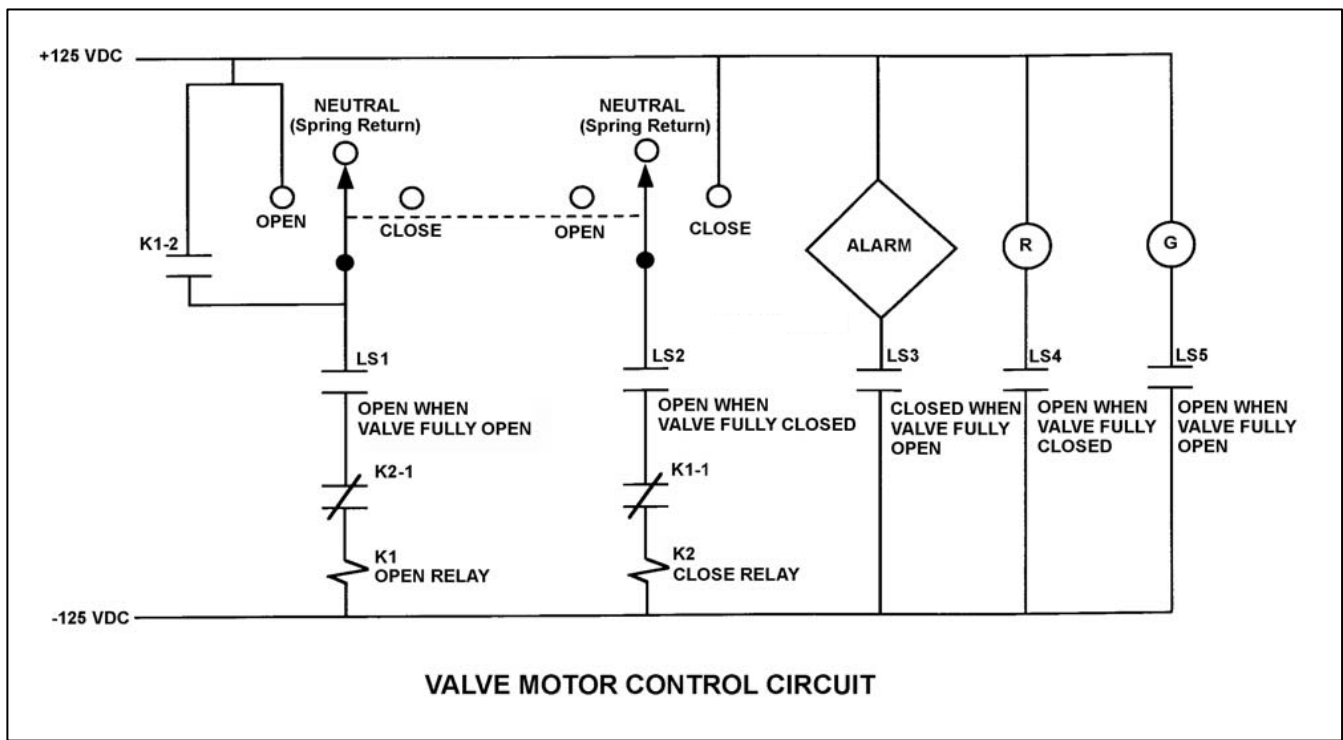 +125 VDC
NEUTRAL
(Spring Return)
NEUTRAL
(Spring Return)
OPEN
CLOSE
OPEN
CLOSE
K1-2
ALARM
R
G
LS1
OPEN WHEN
VALVE FULLY OPEN
LS2
OPEN WHEN
VALVE FULLY CLOSED
LS3
CLOSED WHEN
VALVE FULLY
OPEN
LS4
OPEN WHEN
VALVE FULLY
CLOSED
LS5
OPEN WHEN
VALVE FULLY
OPEN
K2-1
K1-1
K1
OPEN RELAY
K2
CLOSE RELAY
-125 VDC
VALVE MOTOR CONTROL CIRCUIT